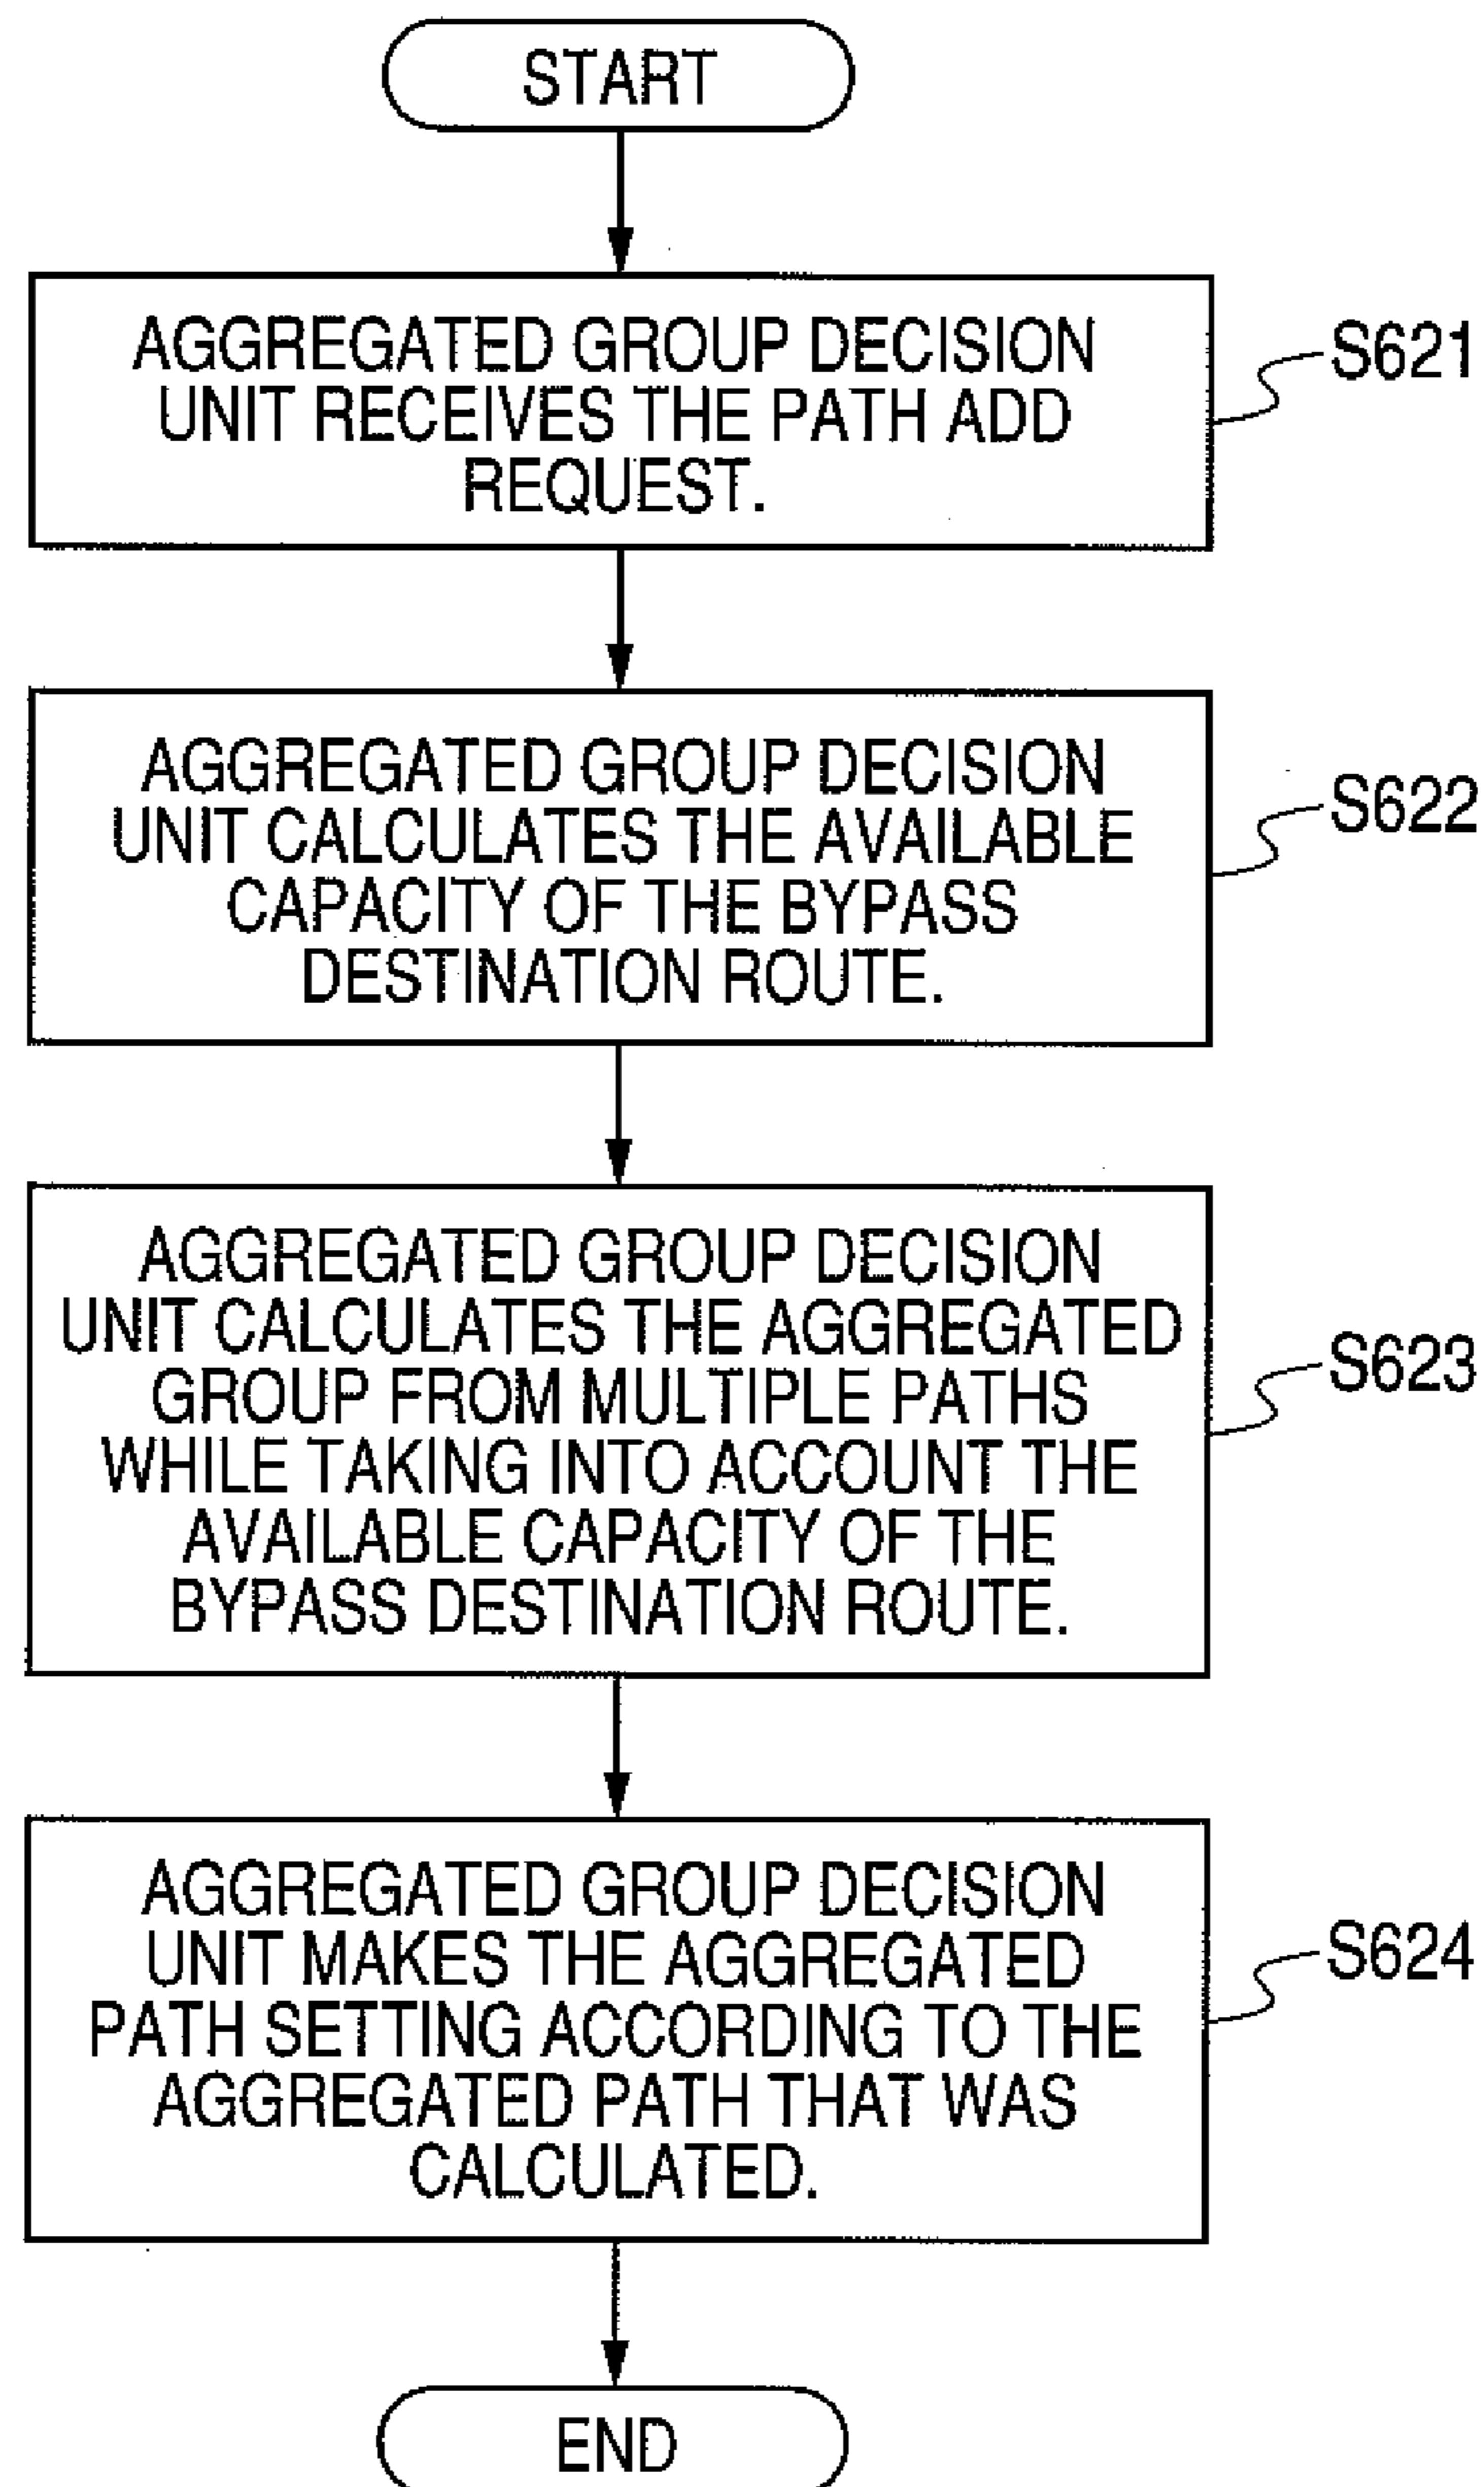 START
AGGREGATED GROUP DECISION
UNIT RECEIVES THE PATH ADD
REQUEST.
S621
AGGREGATED GROUP DECISION
UNIT CALCULATES THE AVAILABLE
CAPACITY OF THE BYPASS
DESTINATION ROUTE.
S622
AGGREGATED GROUP DECISION
UNIT CALCULATES THE AGGREGATED
GROUP FROM MULTIPLE PATHS
WHILE TAKING INTO ACCOUNT THE
AVAILABLE CAPACITY OF THE
BYPASS DESTINATION ROUTE.
S623
AGGREGATED GROUP DECISION
UNIT MAKES THE AGGREGATED
PATH SETTING ACCORDING TO THE
AGGREGATED PATH THAT WAS
CALCULATED.
S624
END